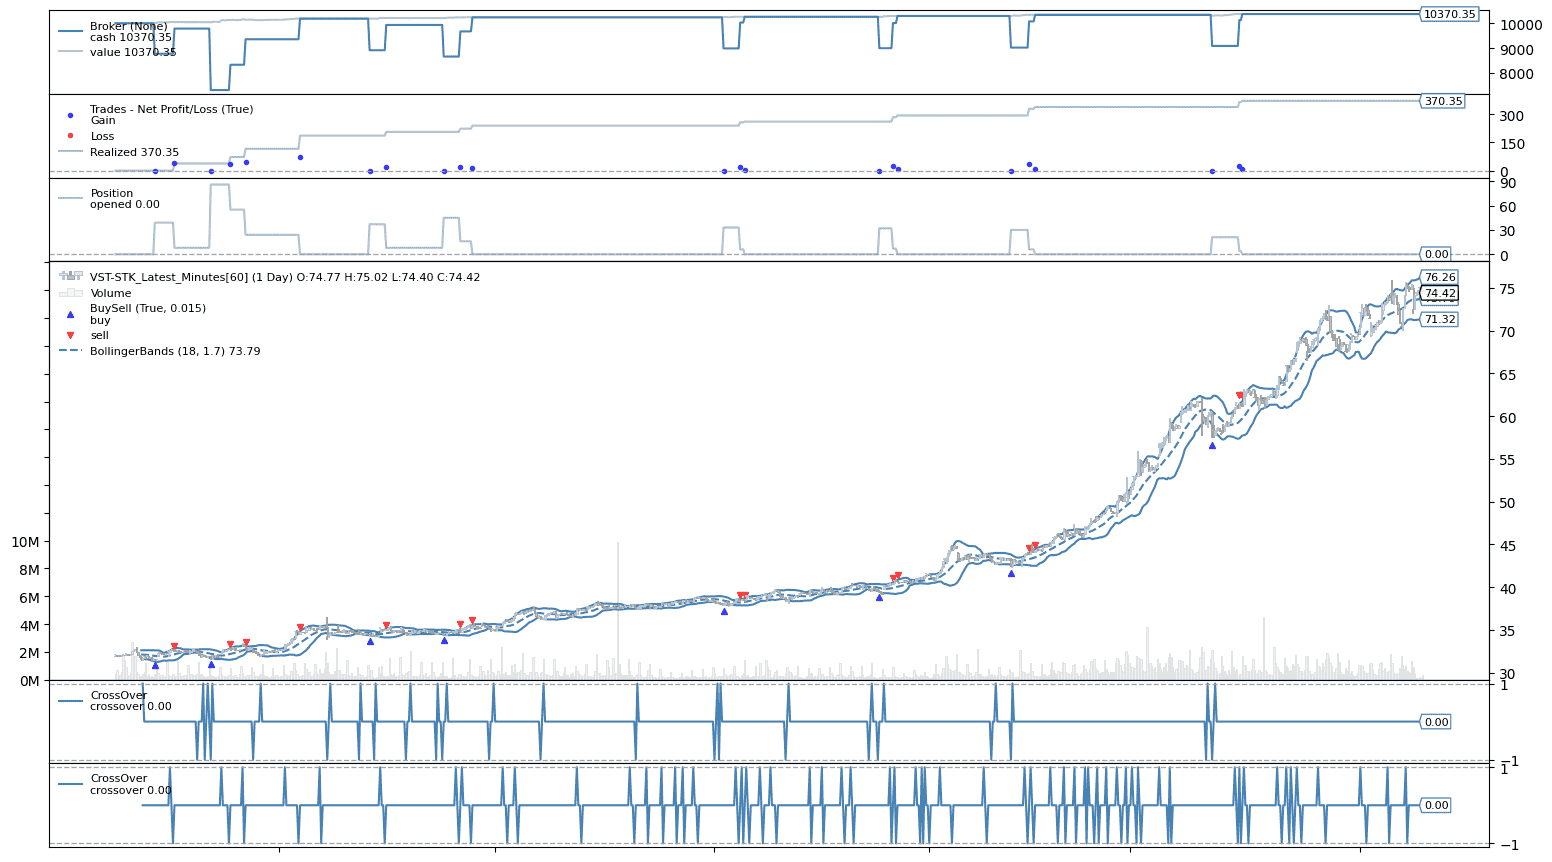 Broker (None)
cash 10370.35
value 10370.35
10370.35
10000
9000
8000
Trades - Net Profit/Loss (True)
Gain
Loss
Realized 370.35
370.35
300
150
0
Position
opened 0.00
90
60
30
0
0.00
VST-STK_Latest_Minutes[60] (1 Day) O:74.77 H:75.02 L:74.40 C:74.42
Volume
BuySell (True, 0.015)
buy
sell
BollingerBands (18, 1.7) 73.79
76.26
74.42
71.32
75
70
65
60
55
50
45
40
35
30
10M
8M
6M
4M
2M
0M
CrossOver
crossover 0.00
1
0.00
−1
CrossOver
crossover 0.00
1
0.00
−1